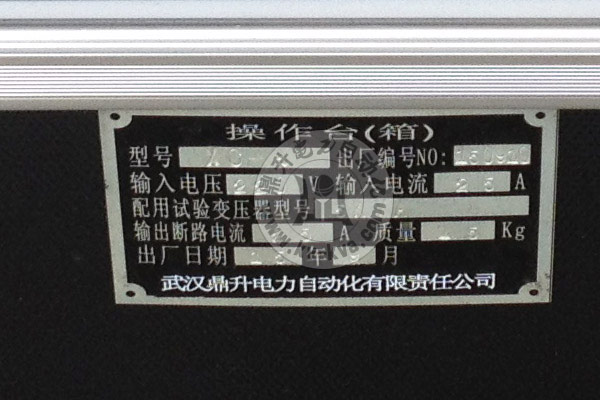 操作台(箱)
型号 出厂编号NO: 150910
输入电压 V 输入电流 25 A
配用试验变压器型号
输出断路电流 A 质量 Kg
出厂日期 年 月
武汉鼎升电力自动化有限责任公司